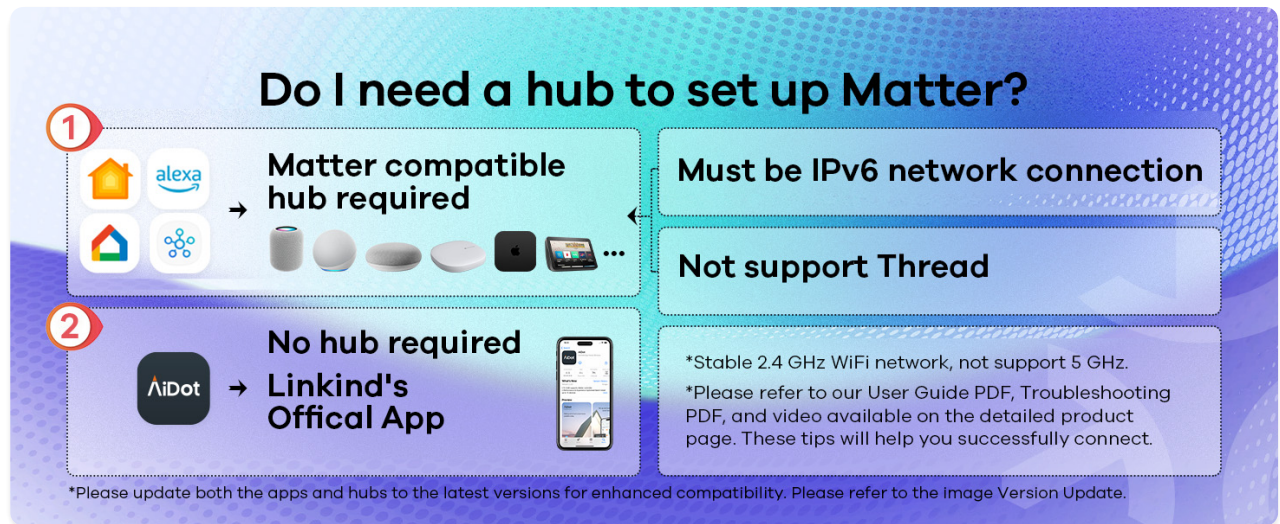 Do I need a hub to set up Matter?
1
alexa
Matter compatible
hub required
Must be IPv6 network connection
Not support Thread
2
AiDot
No hub required
Linkind's
Offical App
*Stable 2.4 GHz WiFi network, not support 5 GHz.
*Please refer to our User Guide PDF, Troubleshooting
PDF, and video available on the detailed product
page. These tips will help you successfully connect.
*Please update both the apps and hubs to the latest versions for enhanced compatibility. Please refer to the image Version Update.